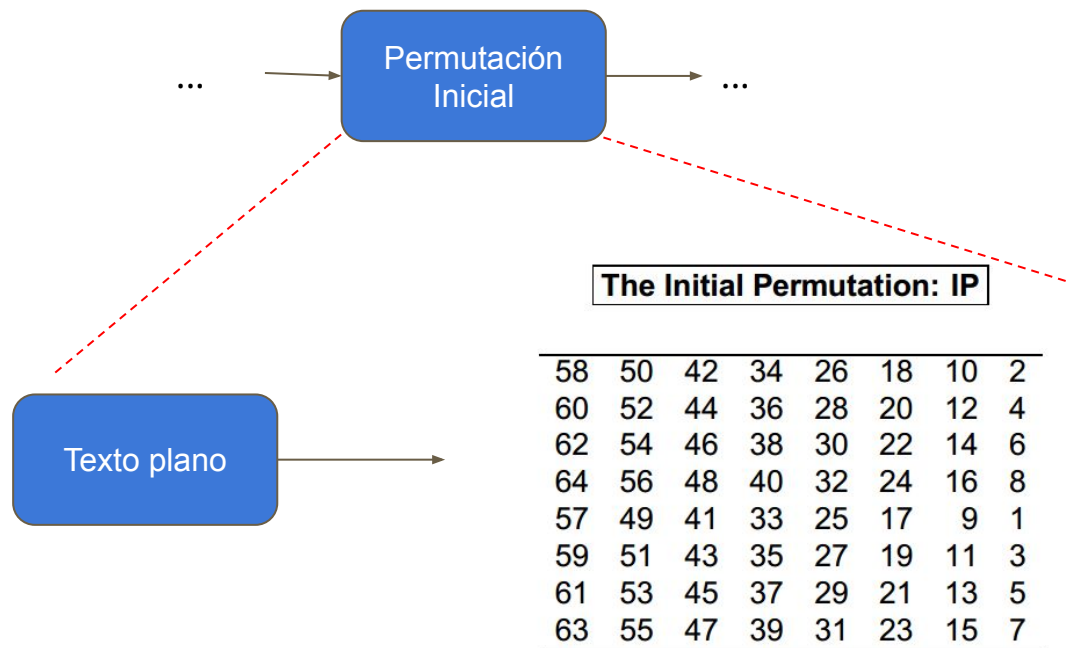 ...
Permutación
Inicial
...
The Initial Permutation: IP
58 50 42 34 26 18 10 2
60 52 44 36 28 20 12 4
62 54 46 38 30 22 14 6
Texto plano
64 56 48 40 32 24 16 8
57 49 41 33 25 17 9 1
59 51 43 35 27 19 11 3
61 53 45 37 29 21 13 5
63 55 47 39 31 23 15 7